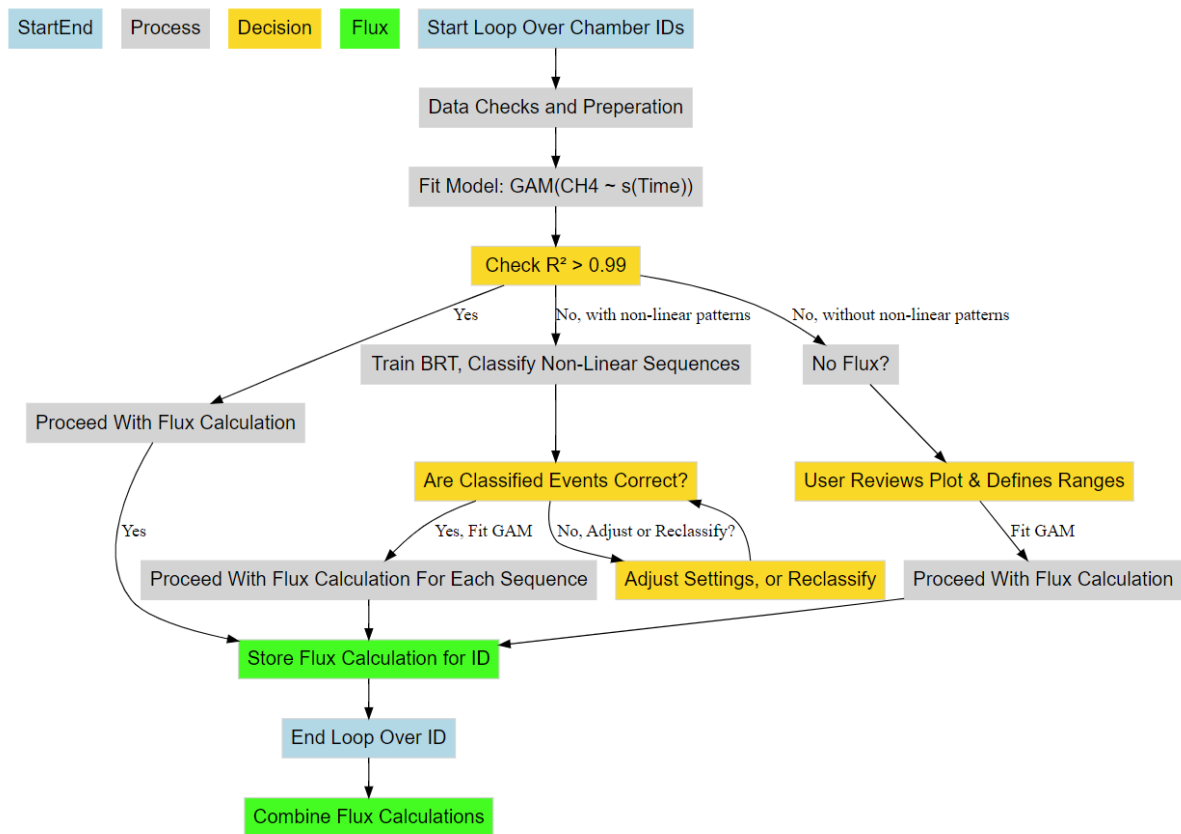 StartEnd
Process
Decision
Flux
Start Loop Over Chamber IDs
Data Checks and Preperation
Fit Model: GAM(CH4 ~ s(Time))
Check R² > 0.99
Yes
No, with non-linear patterns
No, without non-linear patterns
Train BRT, Classify Non-Linear Sequences
No Flux?
Proceed With Flux Calculation
Are Classified Events Correct?
User Reviews Plot & Defines Ranges
Yes
Yes, Fit GAM
No, Adjust or Reclassify?
Fit GAM
Proceed With Flux Calculation For Each Sequence
Adjust Settings, or Reclassify
Proceed With Flux Calculation
Store Flux Calculation for ID
End Loop Over ID
Combine Flux Calculations